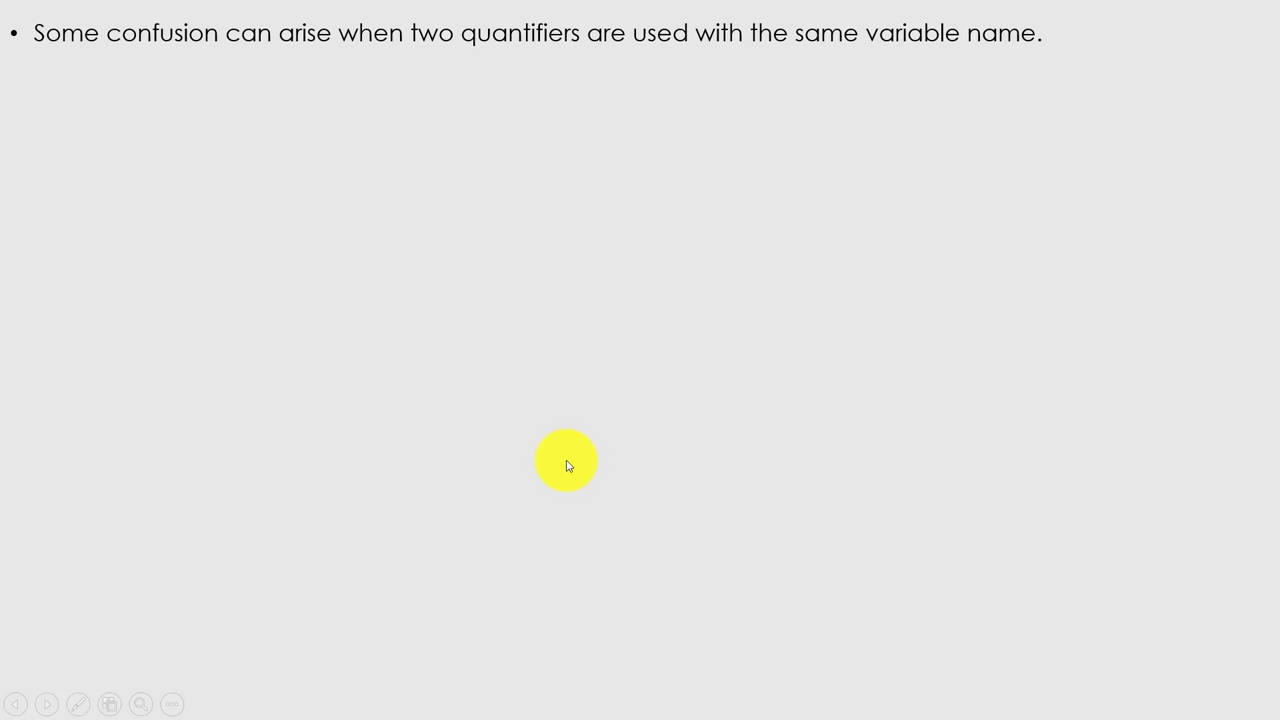 • Some confusion can arise when two quantifiers are used with the same variable name.